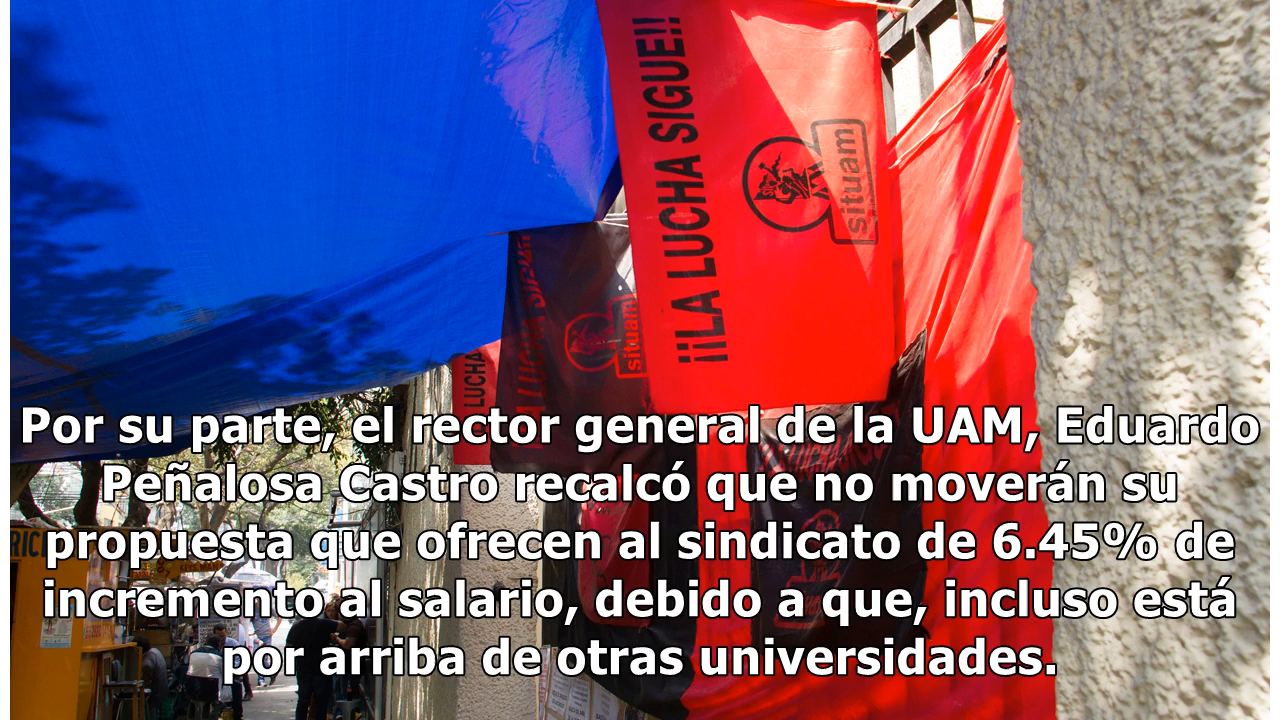 ¡¡LA LUCHA SIGUE!!
situam
situam
LUCHA
Por su parte, el rector general de la UAM, Eduardo
Peñalosa Castro recalcó que no moverán su
propuesta que ofrecen al sindicato de 6.45% de
incremento al salario, debido a que, incluso está
por arriba de otras universidades.